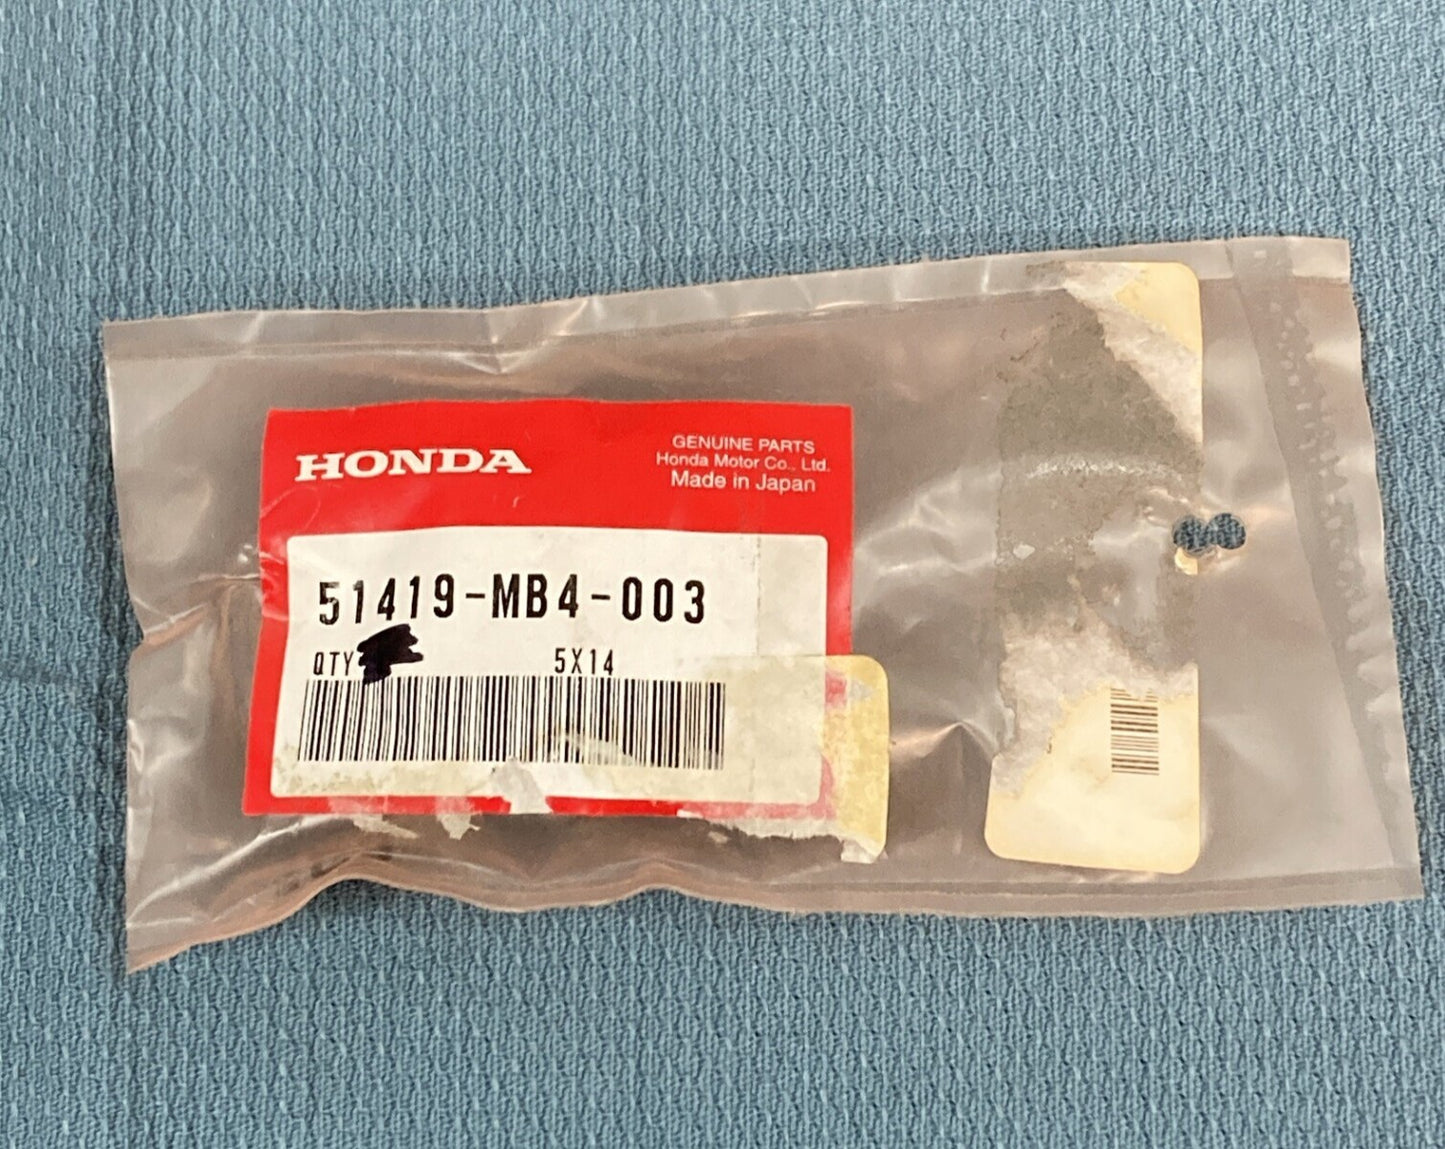 HONDA
GENUINE PARTS
Honda Motor Co., Ltd.
Made in Japan
51419-MB4-003
QTY
5X14